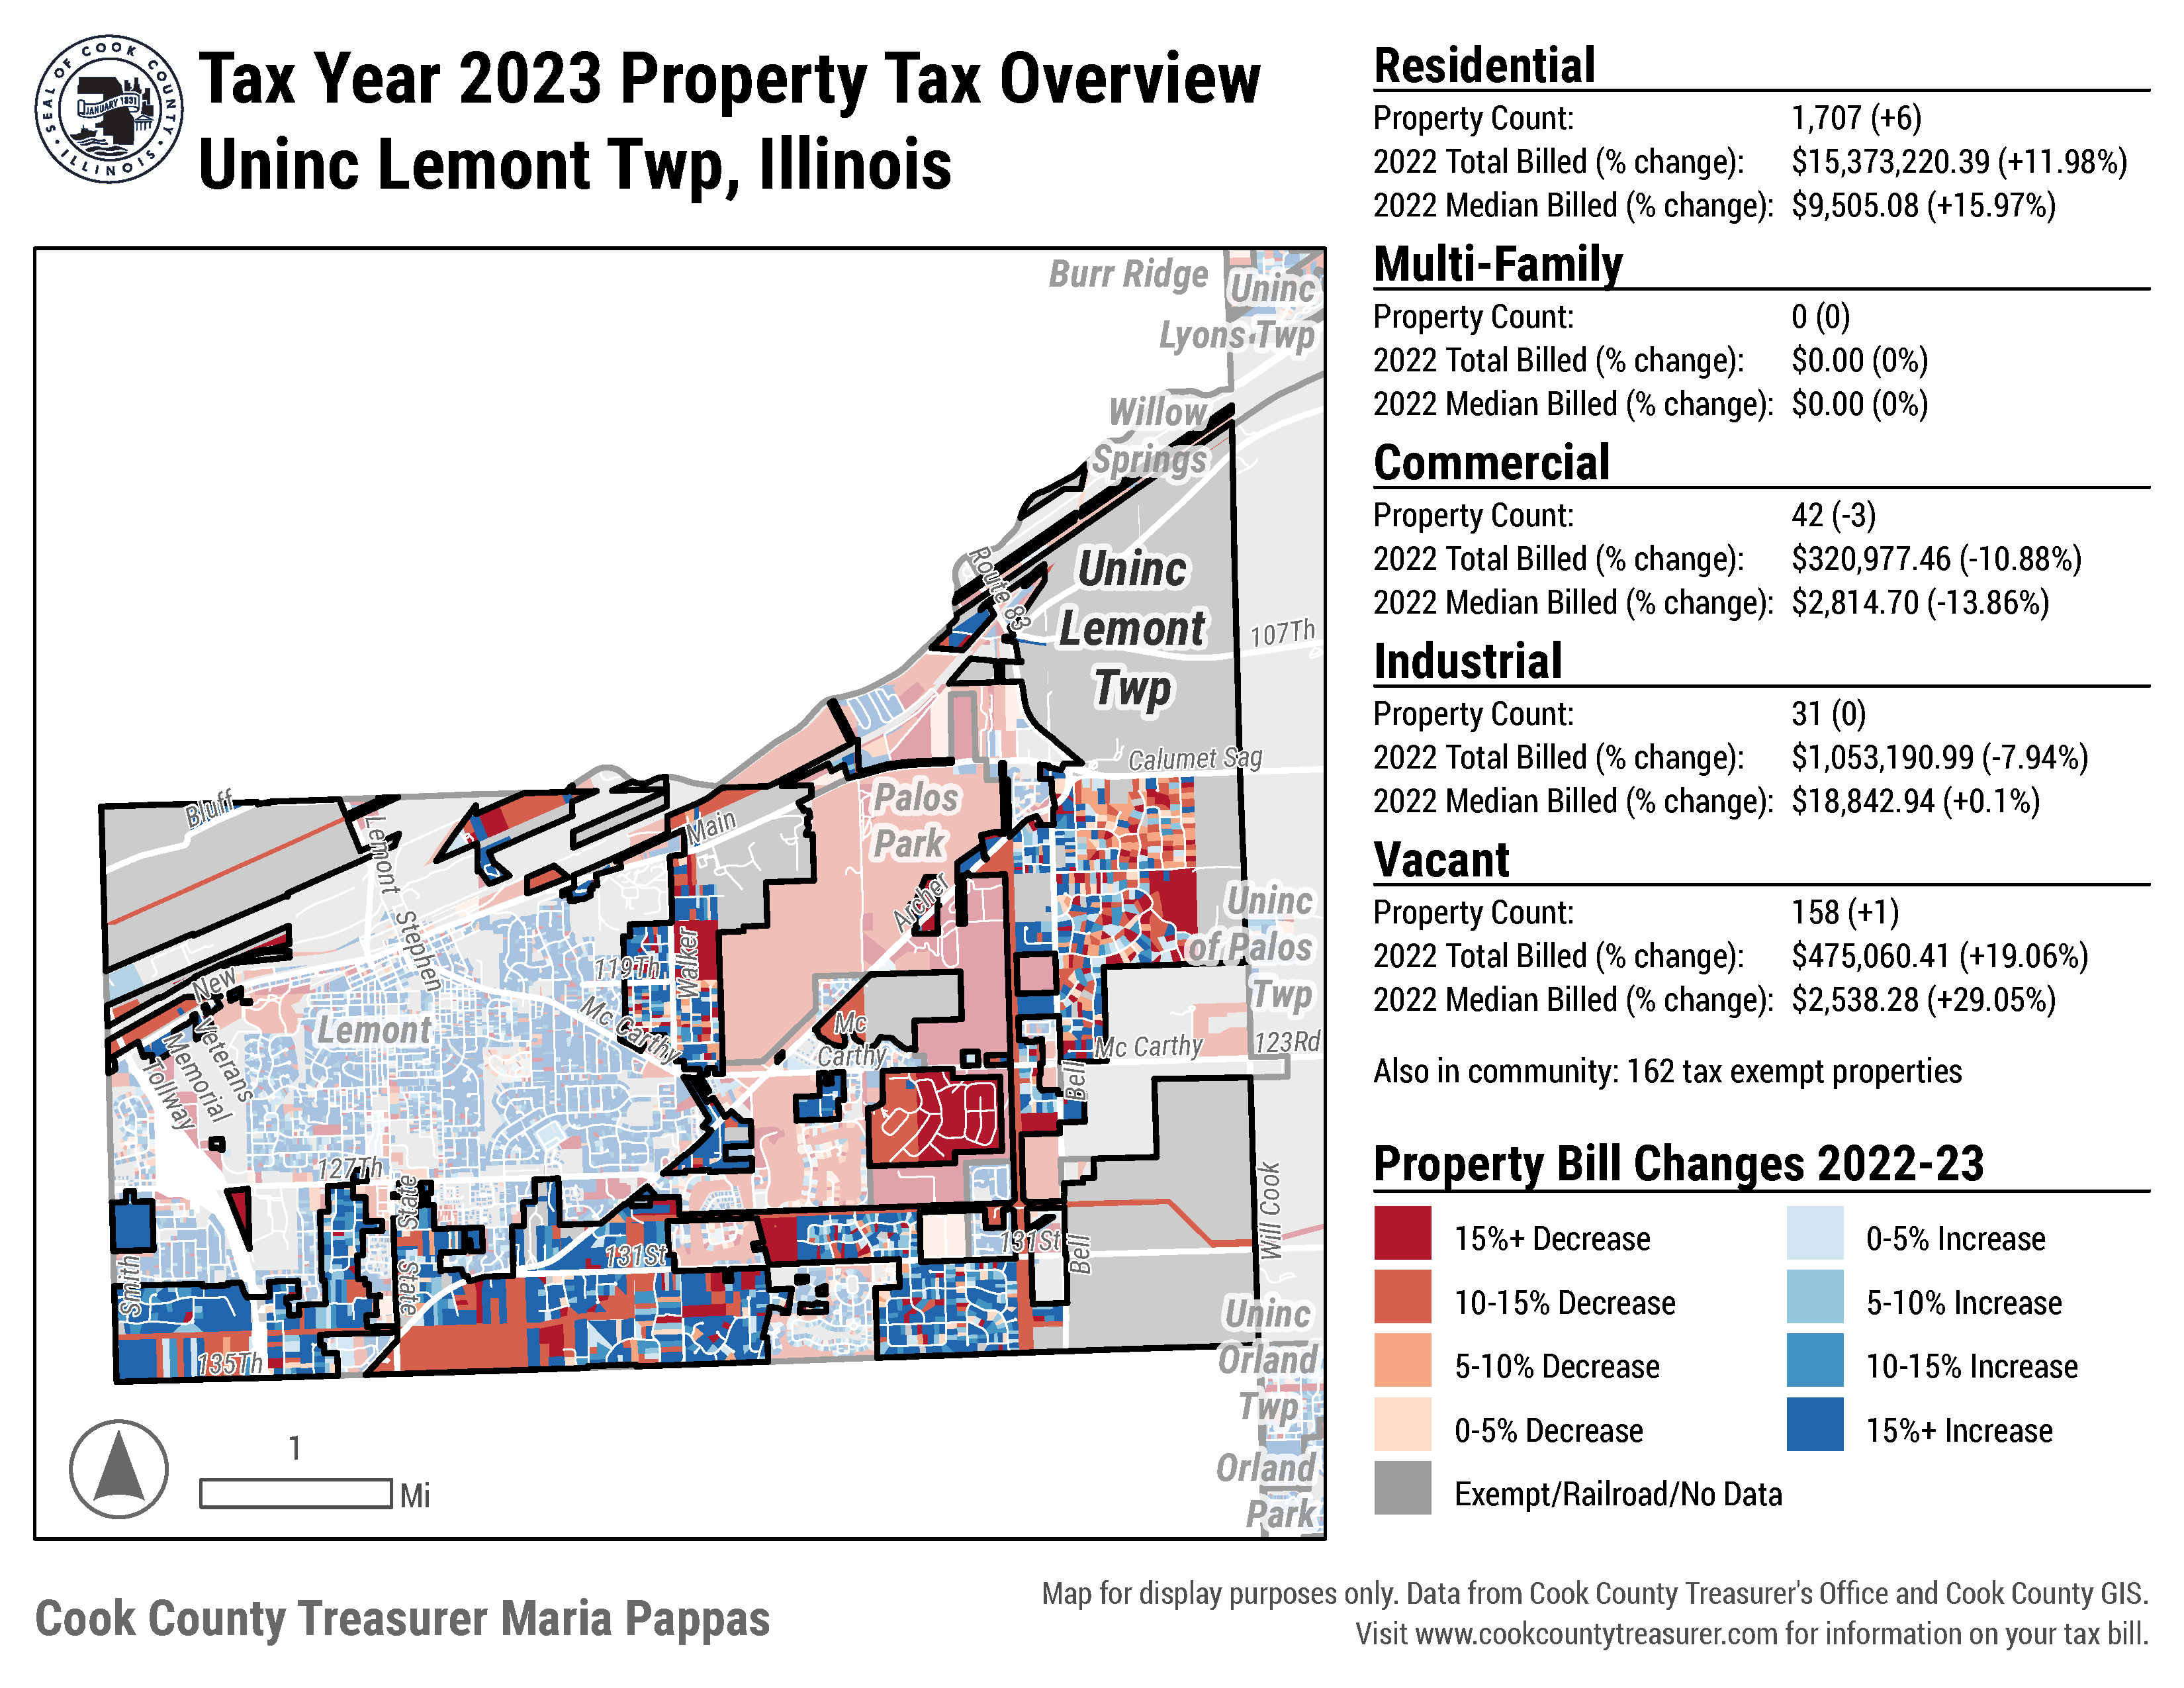 SEAL OF COOK COUNTY
JANUARY 1831
• ILLINOIS •
Tax Year 2023 Property Tax Overview
Uninc Lemont Twp, Illinois
Burr Ridge
Uninc
Lyons Twp
Willow
Springs
Route 83
Uninc
Lemont
Twp
107Th
Calumet Sag
Palos
Park
Bluff
Lemont
Main
Archer
Uninc
of Palos
Twp
Stephen
119Th
Walker
New
Mc Carthy
Lemont
Veterans
Memorial
Tollway
Mc
Carthy
Mc Carthy
123Rd
Bell
127Th
State
Will Cook
131St
131St
Bell
Smith
State
135Th
Uninc
Orland
Twp
Orland
Park
1
Mi
Residential
Property Count: 1,707 (+6)
2022 Total Billed (% change): $15,373,220.39 (+11.98%)
2022 Median Billed (% change): $9,505.08 (+15.97%)
Multi-Family
Property Count: 0 (0)
2022 Total Billed (% change): $0.00 (0%)
2022 Median Billed (% change): $0.00 (0%)
Commercial
Property Count: 42 (-3)
2022 Total Billed (% change): $320,977.46 (-10.88%)
2022 Median Billed (% change): $2,814.70 (-13.86%)
Industrial
Property Count: 31 (0)
2022 Total Billed (% change): $1,053,190.99 (-7.94%)
2022 Median Billed (% change): $18,842.94 (+0.1%)
Vacant
Property Count: 158 (+1)
2022 Total Billed (% change): $475,060.41 (+19.06%)
2022 Median Billed (% change): $2,538.28 (+29.05%)
Also in community: 162 tax exempt properties
Property Bill Changes 2022-23
15%+ Decrease
10-15% Decrease
5-10% Decrease
0-5% Decrease
Exempt/Railroad/No Data
0-5% Increase
5-10% Increase
10-15% Increase
15%+ Increase
Cook County Treasurer Maria Pappas
Map for display purposes only. Data from Cook County Treasurer's Office and Cook County GIS.
Visit www.cookcountytreasurer.com for information on your tax bill.